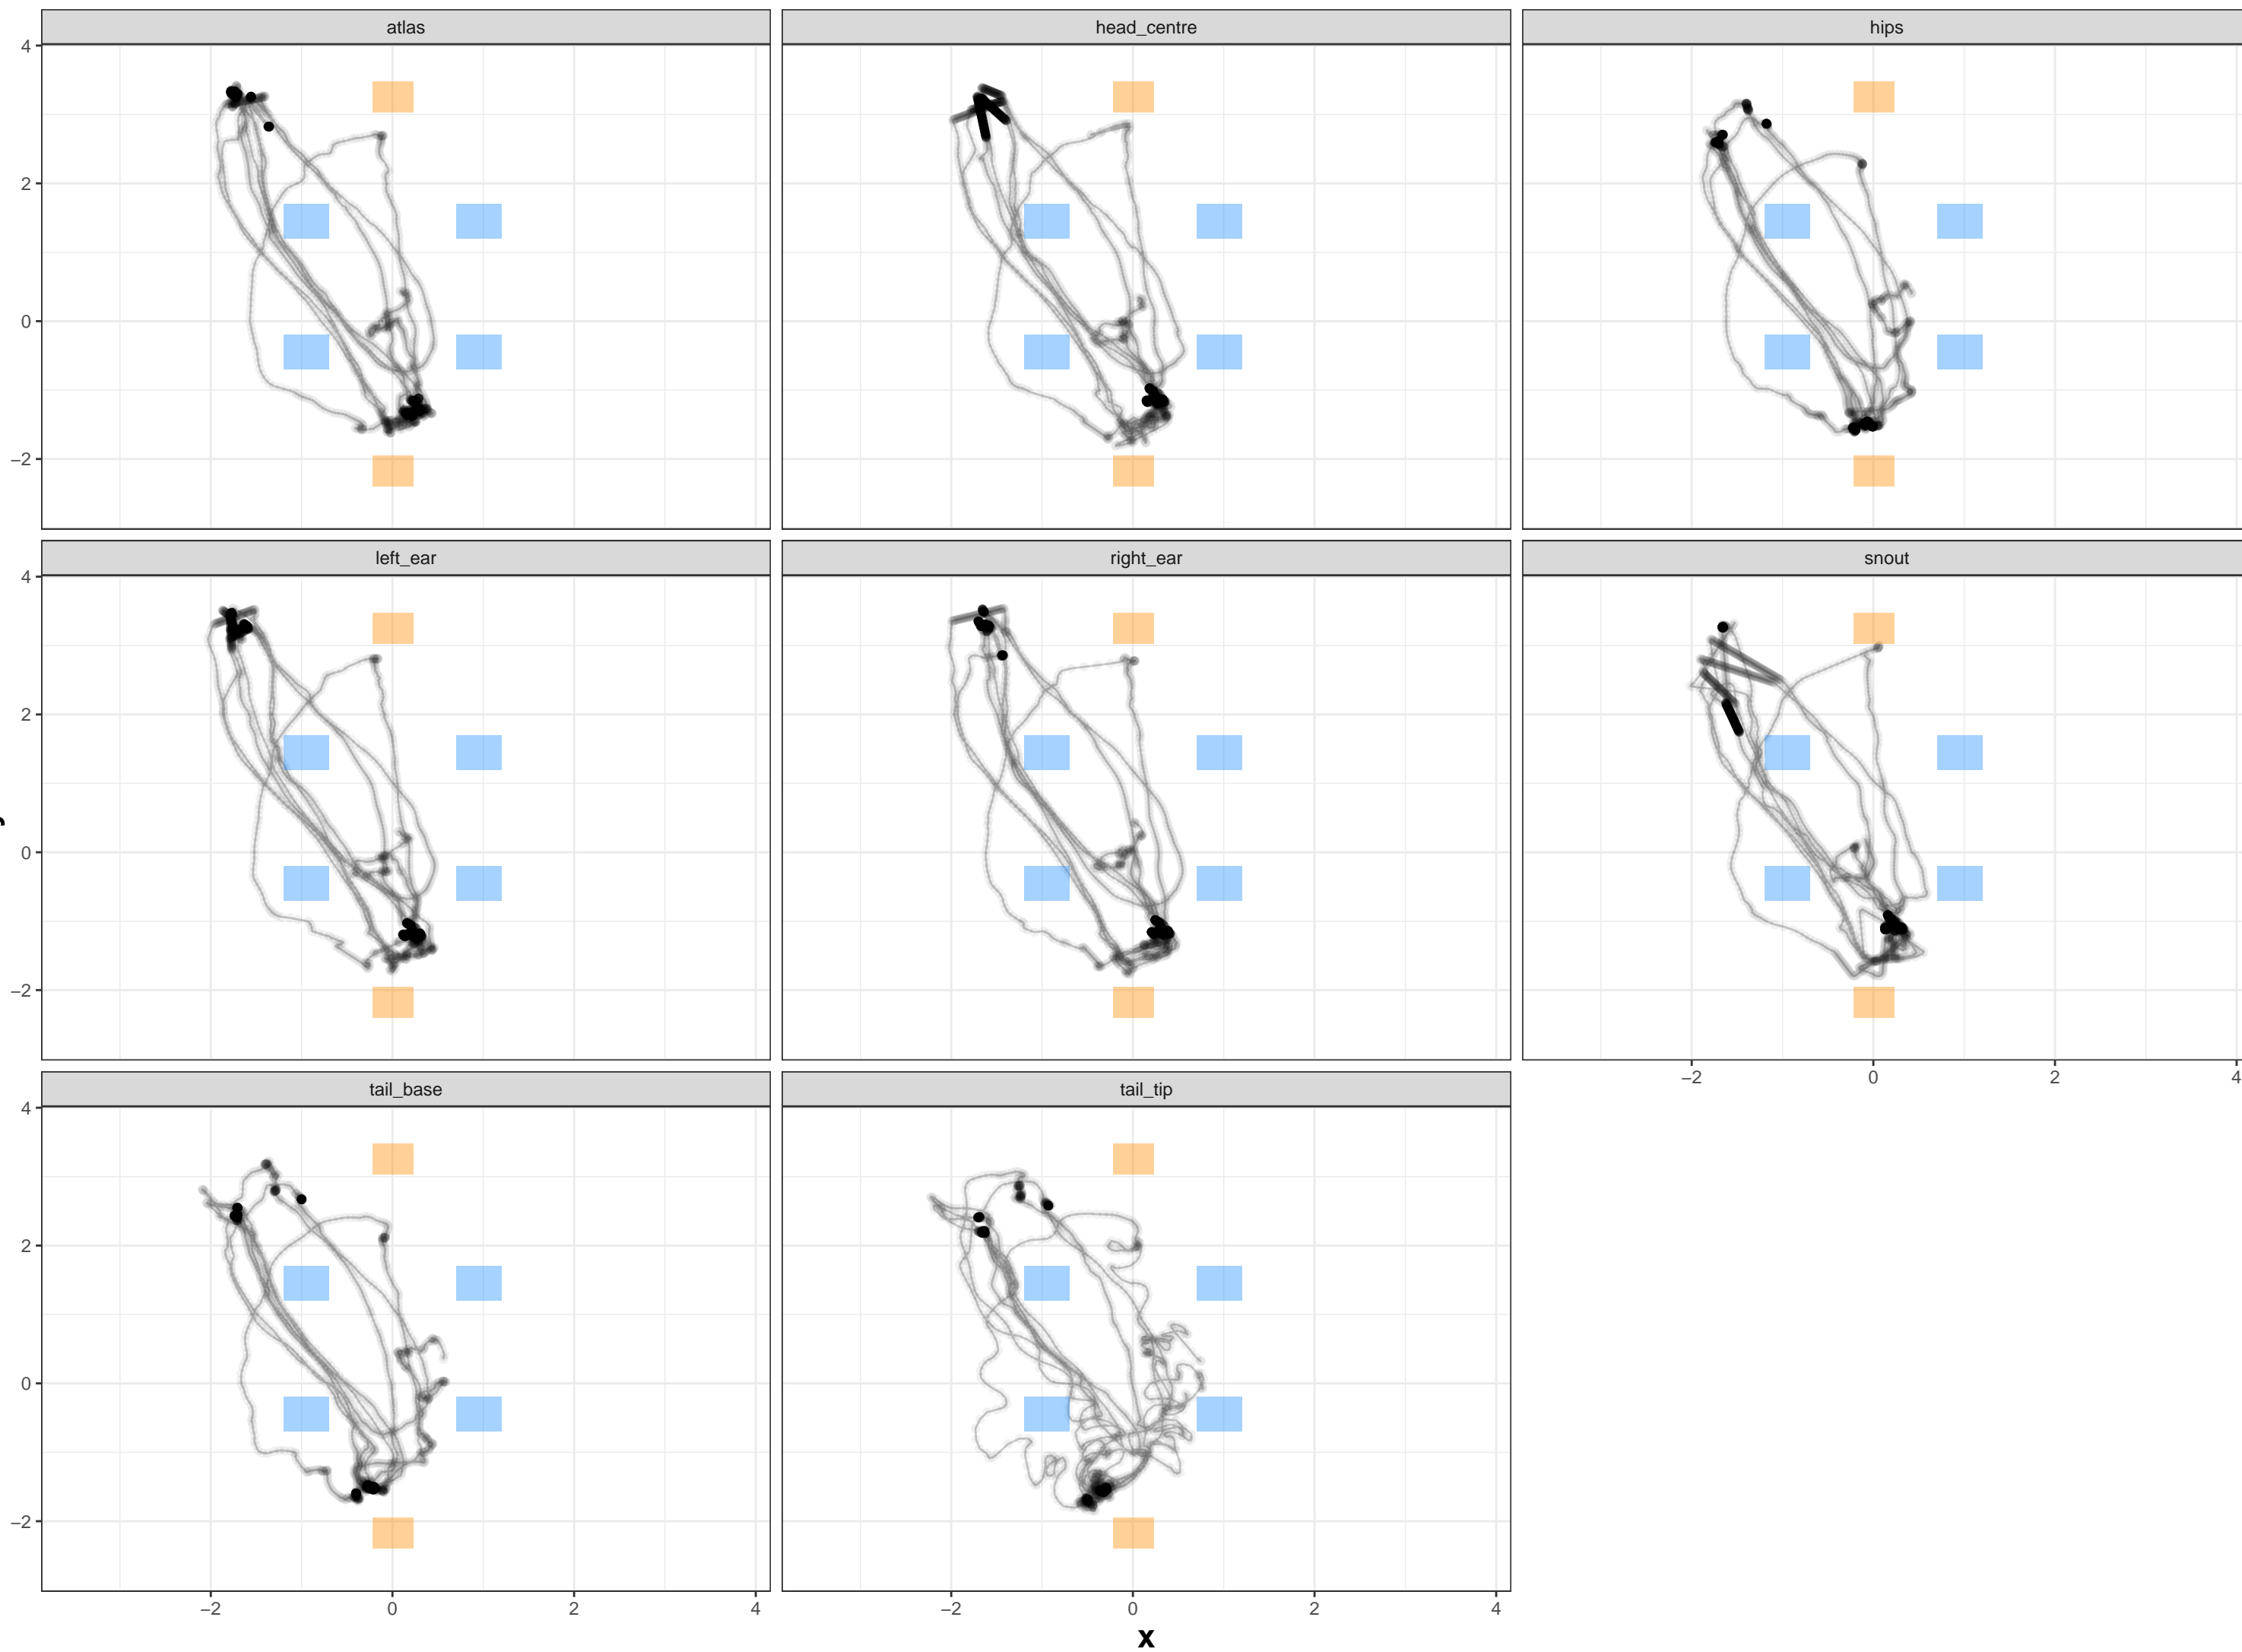 atlas head_centre hips
4
2
0
−2
left_ear right_ear snout
4
2
0
−2
−2 0 2 4
tail_base tail_tip
4
2
0
−2
−2 0 2 4 −2 0 2 4
x